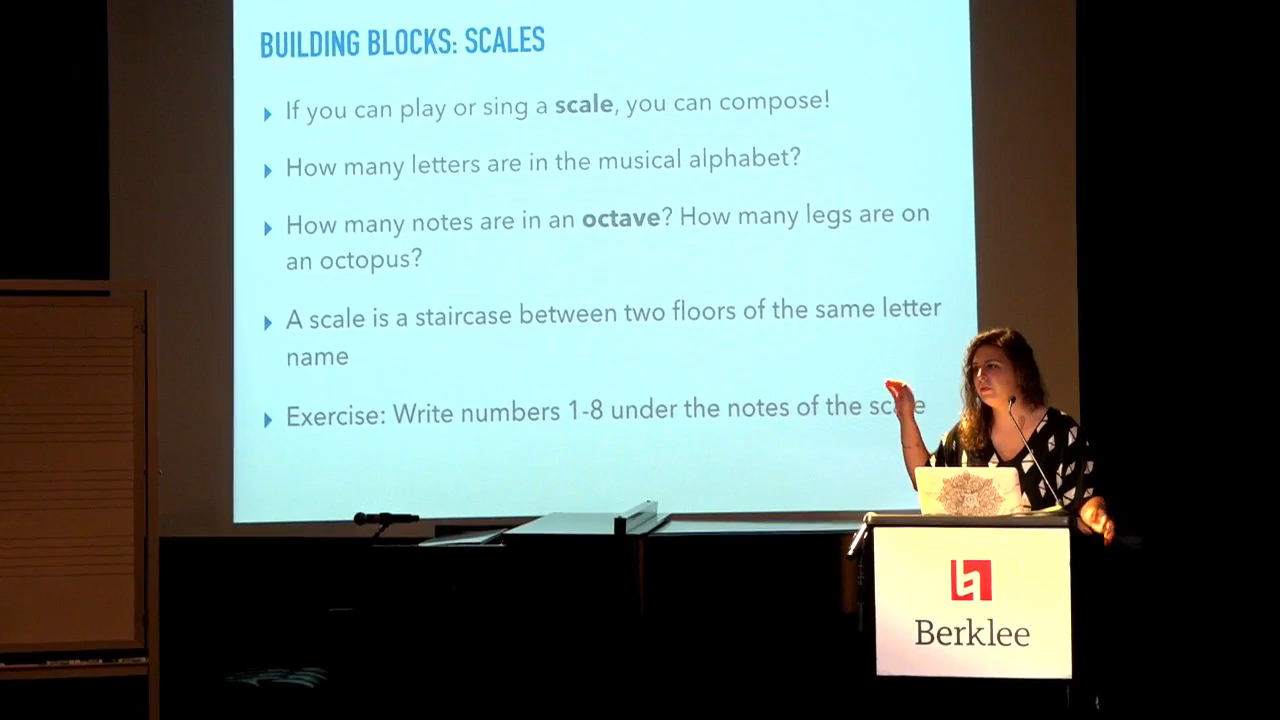 BUILDING BLOCKS: SCALES
If you can play or sing a scale, you can compose!
How many letters are in the musical alphabet?
How many notes are in an octave? How many legs are on
an octopus?
A scale is a staircase between two floors of the same letter
name
Exercise: Write numbers 1-8 under the notes of the scale
Berklee